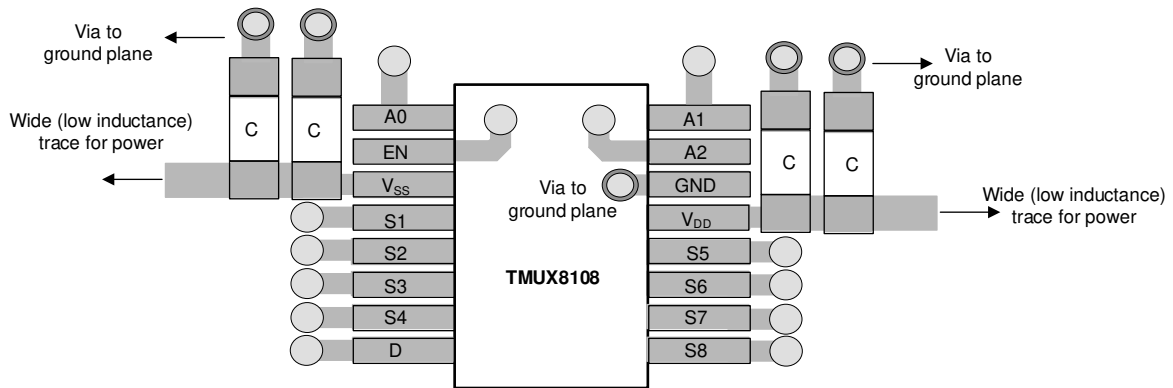 Via to
ground plane
Wide (low inductance)
trace for power
C
C
A0
EN
VSS
S1
S2
S3
S4
D
Via to
ground plane
TMUX8108
A1
A2
GND
VDD
S5
S6
S7
S8
C
C
Via to
ground plane
Wide (low inductance)
trace for power